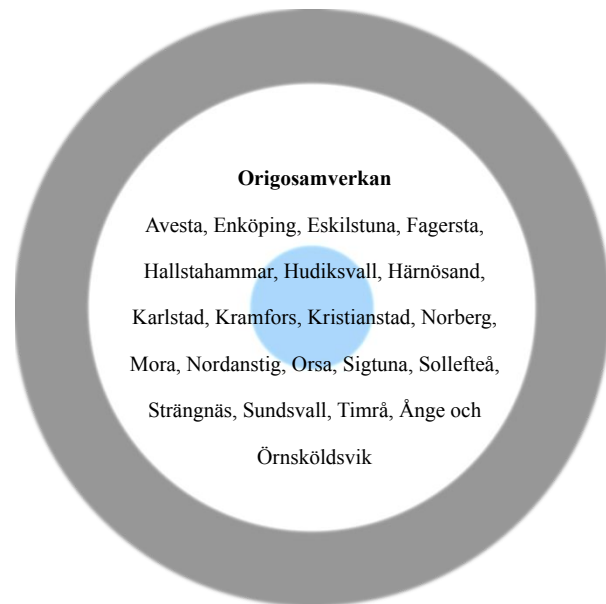 Origosamverkan
Avesta, Enköping, Eskilstuna, Fagersta,
Hallstahammar, Hudiksvall, Härnösand,
Karlstad, Kramfors, Kristianstad, Norberg,
Mora, Nordanstig, Orsa, Sigtuna, Sollefteå,
Strängnäs, Sundsvall, Timrå, Ånge och
Örnsköldsvik